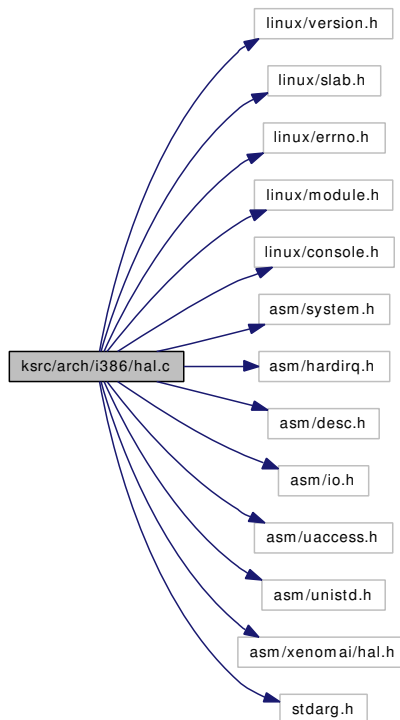 linux/version.h
linux/slab.h
linux/errno.h
linux/module.h
linux/console.h
asm/system.h
ksrc/arch/i386/hal.c
asm/hardirq.h
asm/desc.h
asm/io.h
asm/uaccess.h
asm/unistd.h
asm/xenomai/hal.h
stdarg.h